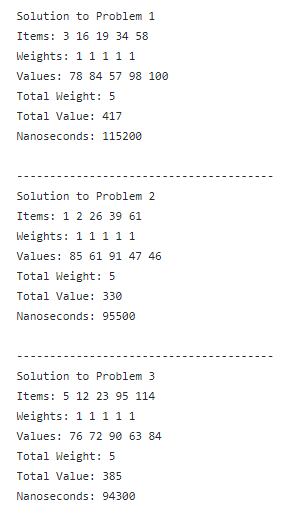 Solution to Problem 1
Items: 3 16 19 34 58
Weights: 1 1 1 1 1
Values: 78 84 57 98 100
Total Weight: 5
Total Value: 417
Nanoseconds: 115200
---------------------------------------
Solution to Problem 2
Items: 1 2 26 39 61
Weights: 1 1 1 1 1
Values: 85 61 91 47 46
Total Weight: 5
Total Value: 330
Nanoseconds: 95500
---------------------------------------
Solution to Problem 3
Items: 5 12 23 95 114
Weights: 1 1 1 1 1
Values: 76 72 90 63 84
Total Weight: 5
Total Value: 385
Nanoseconds: 94300